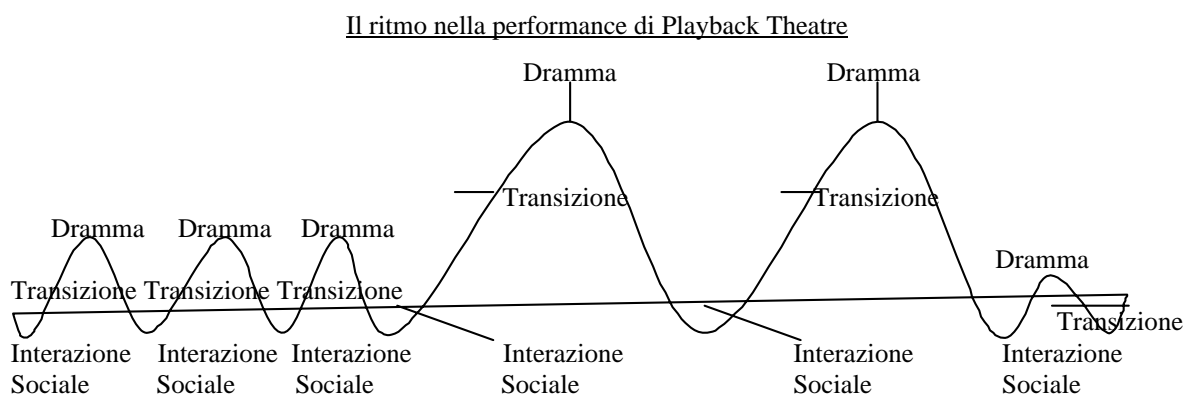 Il ritmo nella performance di Playback Theatre
Dramma Dramma
Transizione Transizione
Dramma Dramma Dramma
Dramma
Transizione Transizione Transizione
Transizione
Interazione Interazione Interazione Interazione Interazione Interazione
Sociale Sociale Sociale Sociale Sociale Sociale